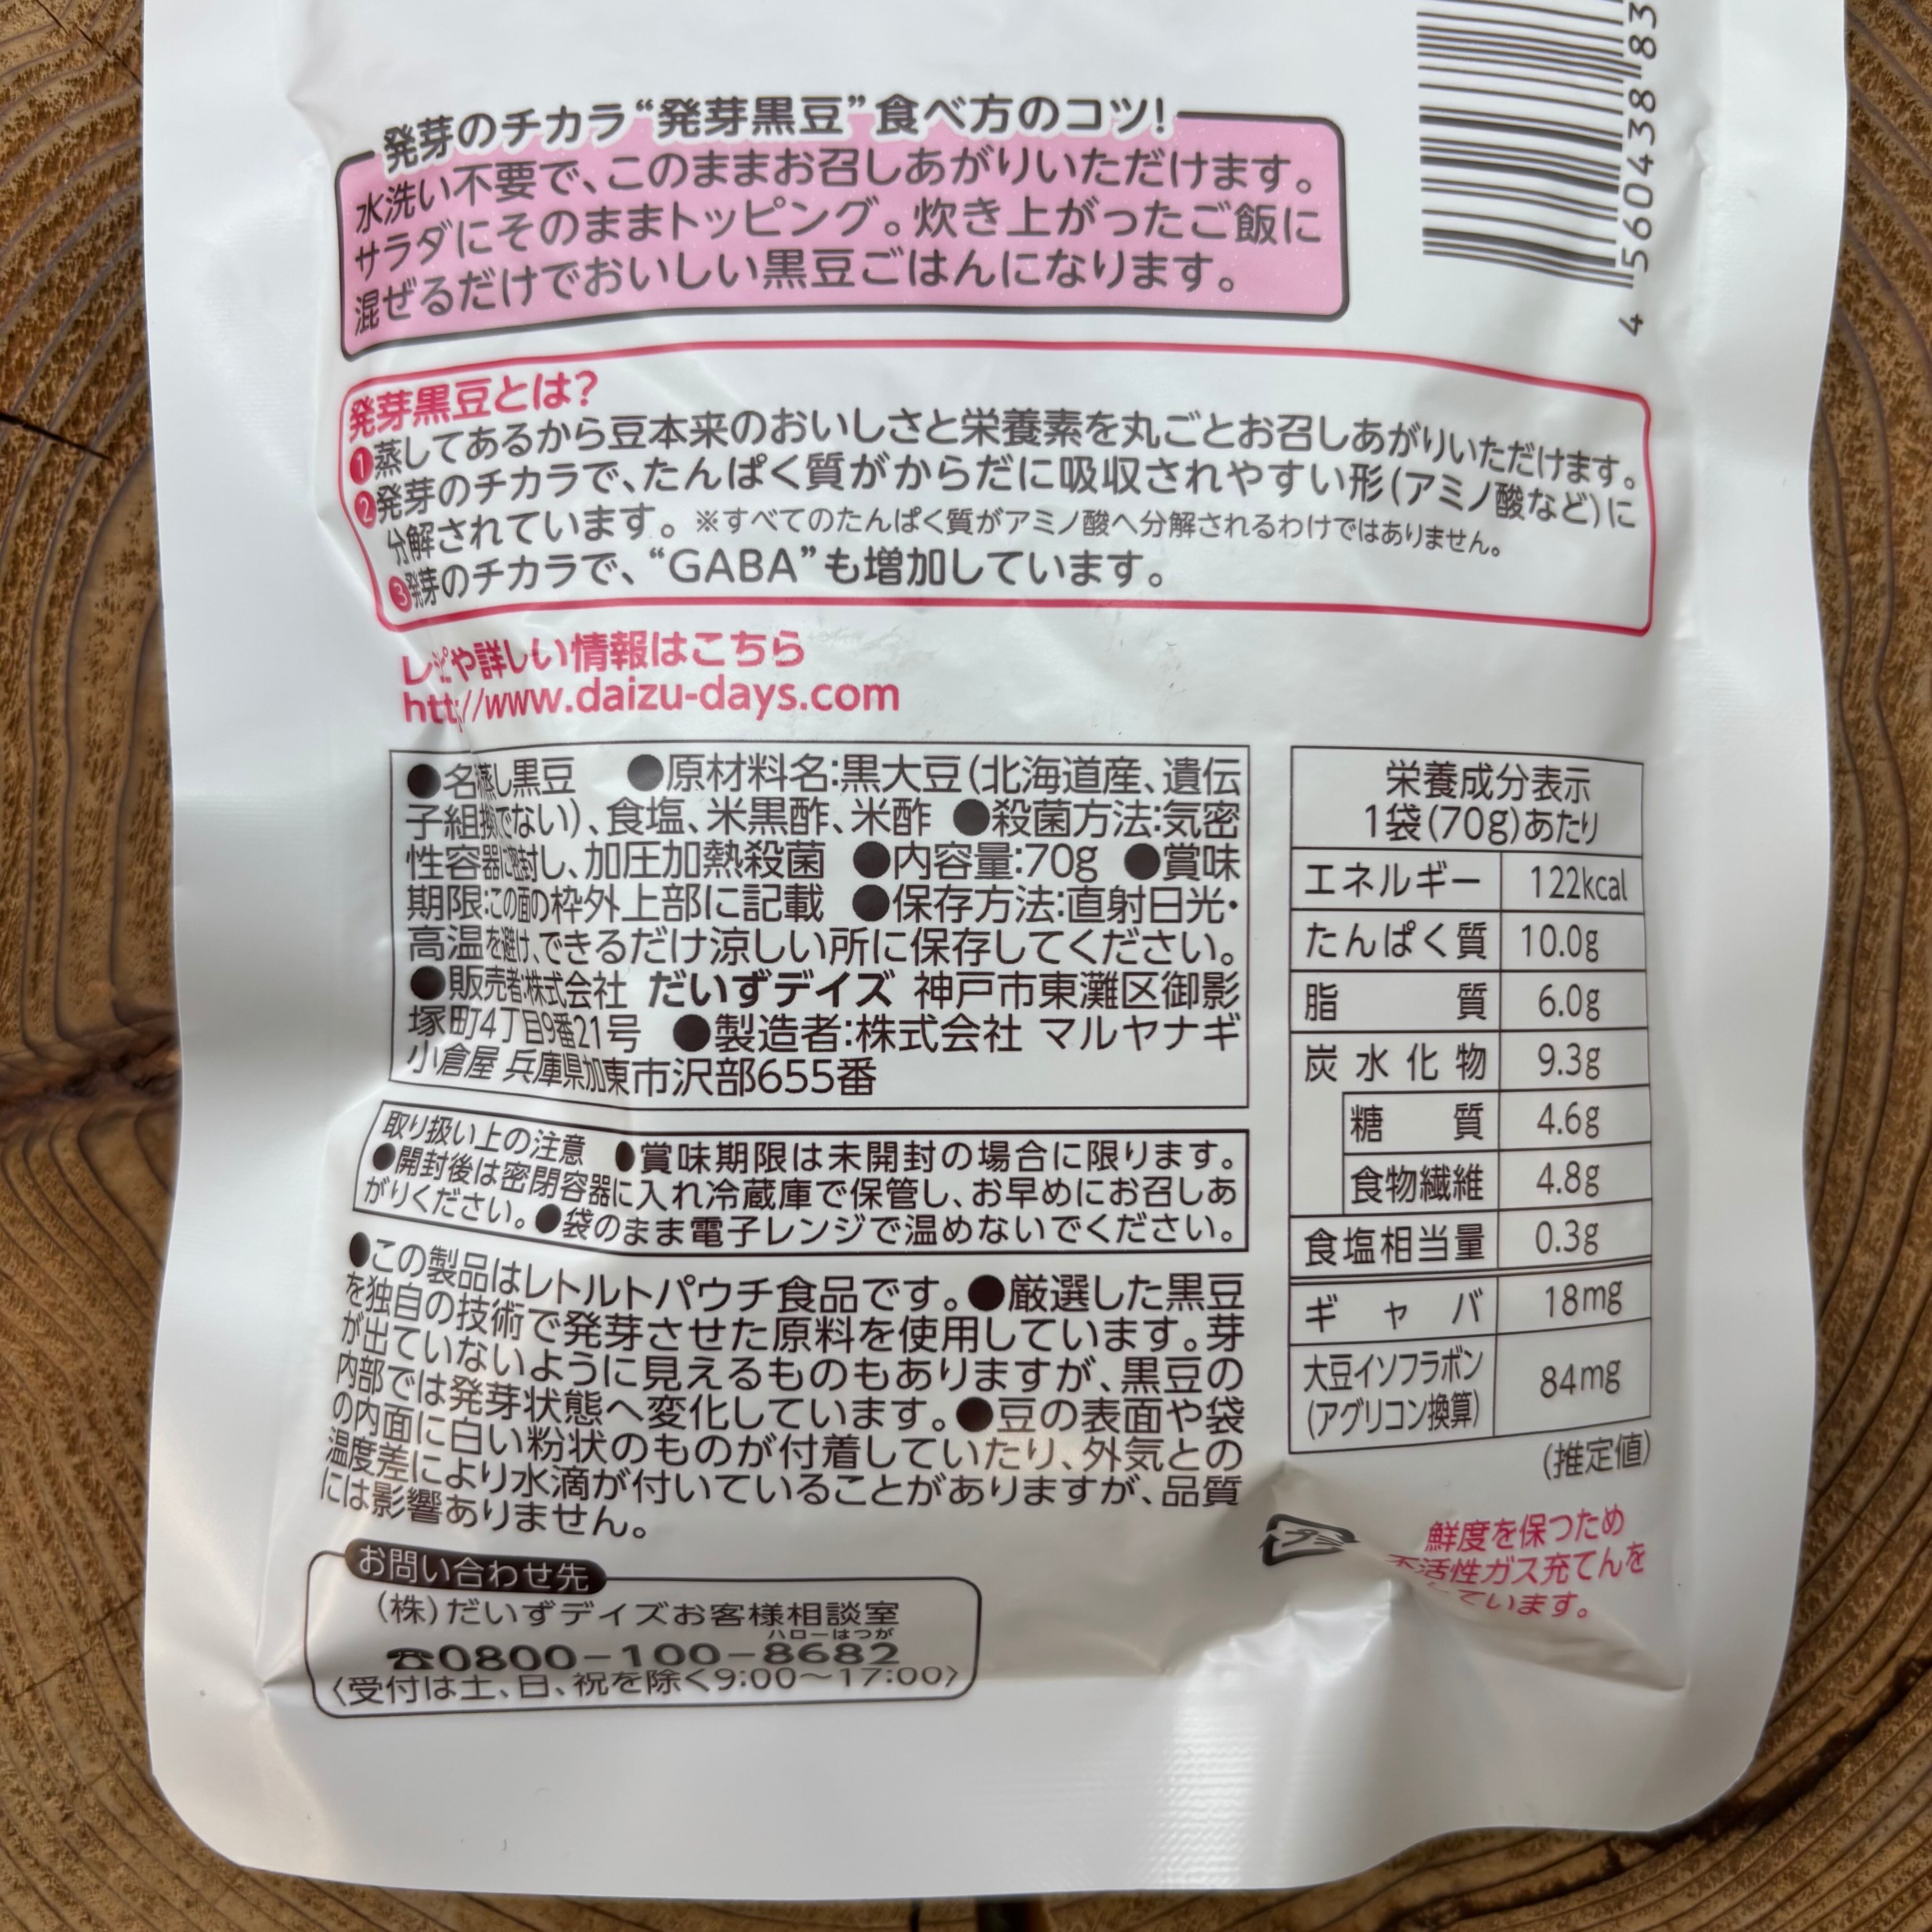 発芽のチカラ“発芽黒豆”食べ方のコツ!
水洗い不要で、このままお召しあがりいただけます。
サラダにそのままトッピング。炊き上がったご飯に
混ぜるだけでおいしい黒豆ごはんになります。
4 560438 83
発芽黒豆とは?
❶蒸してあるから豆本来のおいしさと栄養素を丸ごとお召しあがりいただけます。
❷発芽のチカラで、たんぱく質がからだに吸収されやすい形(アミノ酸など)に
分解されています。※すべてのたんぱく質がアミノ酸へ分解されるわけではありません。
❸発芽のチカラで、“GABA”も増加しています。
レシピや詳しい情報はこちら
http://www.daizu-days.com
●名称:蒸し黒豆 ●原材料名:黒大豆(北海道産、遺伝
子組換でない)、食塩、米黒酢、米酢 ●殺菌方法:気密
性容器に密封し、加圧加熱殺菌 ●内容量:70g ●賞味
期限:この面の枠外上部に記載 ●保存方法:直射日光・
高温を避け、できるだけ涼しい所に保存してください。
●販売者:株式会社 だいずデイズ 神戸市東灘区御影
塚町4丁目9番21号 ●製造者:株式会社 マルヤナギ
小倉屋 兵庫県加東市沢部655番
取り扱い上の注意 ●賞味期限は未開封の場合に限ります。
●開封後は密閉容器に入れ冷蔵庫で保管し、お早めにお召しあ
がりください。●袋のまま電子レンジで温めないでください。
●この製品はレトルトパウチ食品です。●厳選した黒豆
を独自の技術で発芽させた原料を使用しています。芽
が出ていないように見えるものもありますが、黒豆の
内部では発芽状態へ変化しています。●豆の表面や袋
の内面に白い粉状のものが付着していたり、外気との
温度差により水滴が付いていることがありますが、品質
には影響ありません。
お問い合わせ先
(株)だいずデイズお客様相談室
ハローはつが
☎0800-100-8682
〈受付は土、日、祝を除く9:00～17:00〉
栄養成分表示
1袋(70g)あたり
エネルギー 122kcal
たんぱく質 10.0g
脂質 6.0g
炭水化物 9.3g
糖質 4.6g
食物繊維 4.8g
食塩相当量 0.3g
ギャバ 18mg
大豆イソフラボン
(アグリコン換算) 84mg
(推定値)
プラ
鮮度を保つため
不活性ガス充てんを
しています。